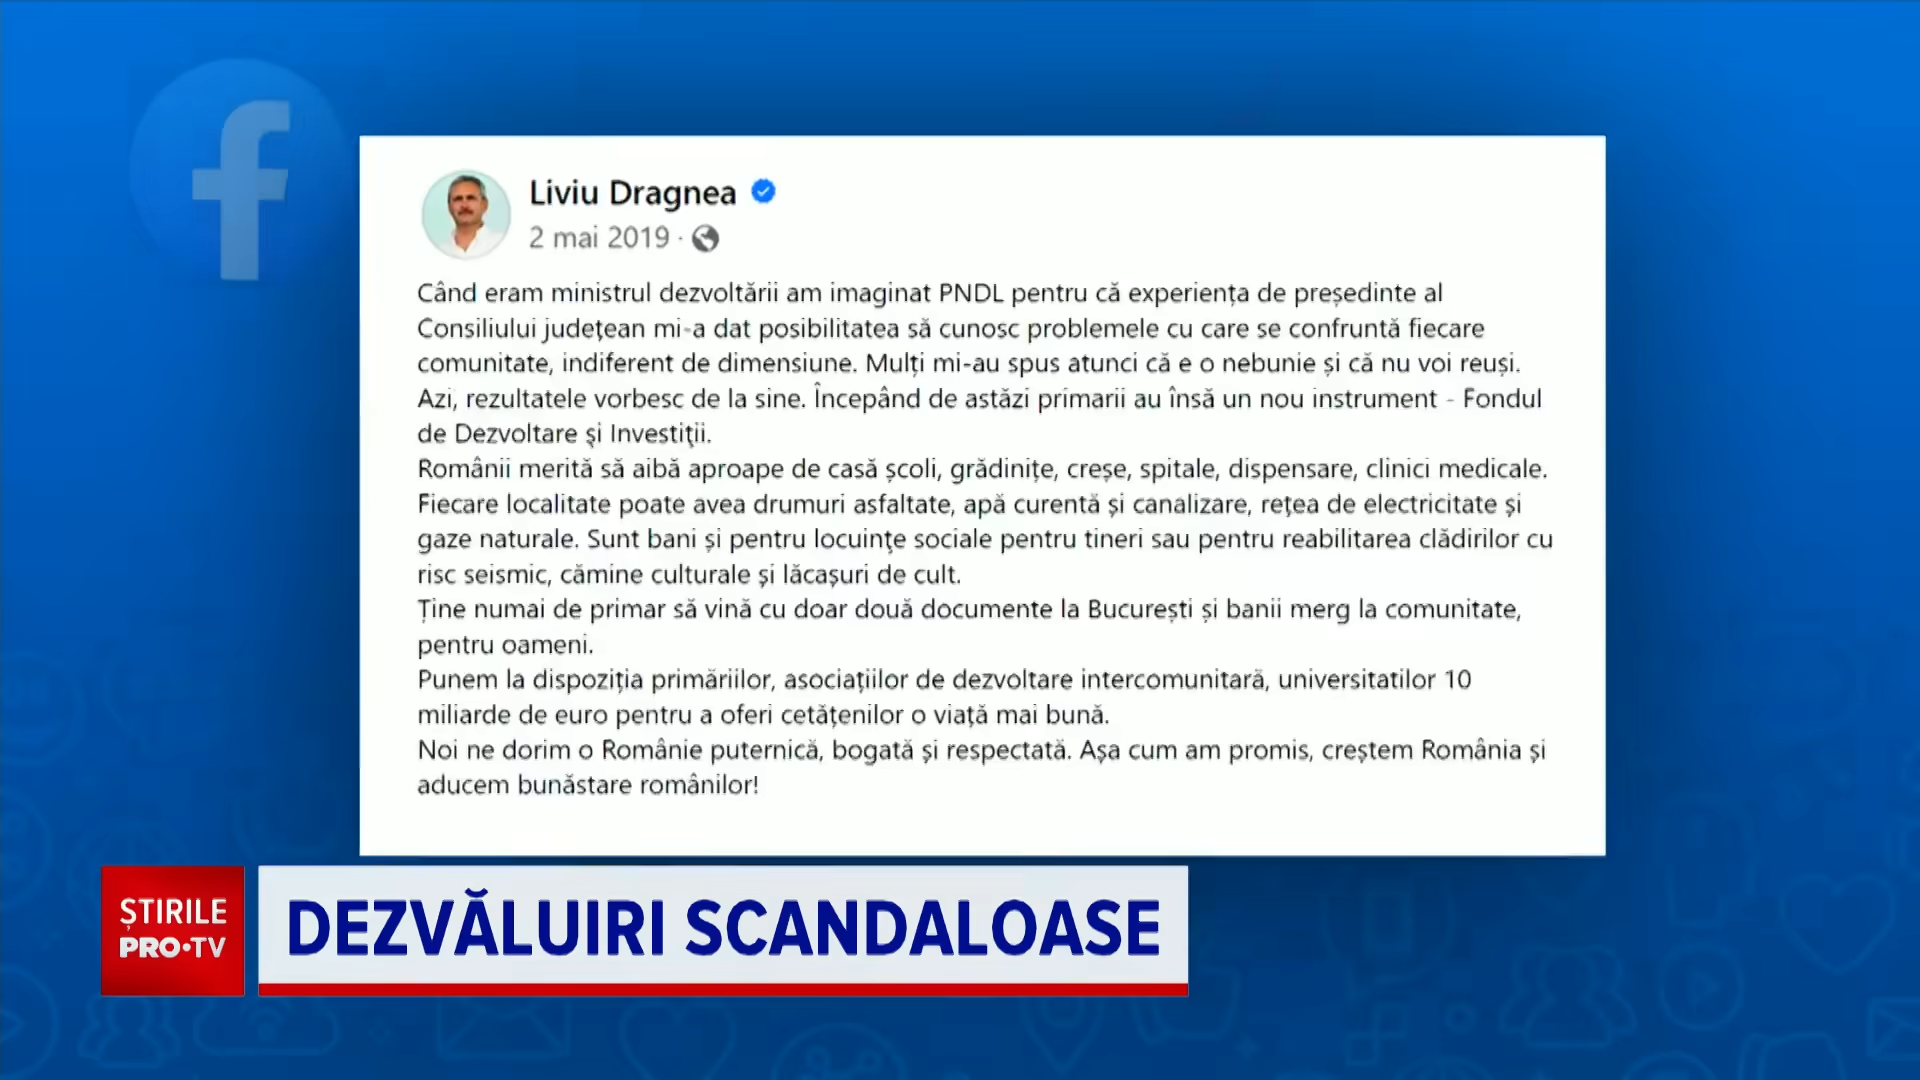 f
Liviu Dragnea
2 mai 2019 ·
Când eram ministrul dezvoltării am imaginat PNDL pentru că experiența de președinte al
Consiliului județean mi-a dat posibilitatea să cunosc problemele cu care se confruntă fiecare
comunitate, indiferent de dimensiune. Mulți mi-au spus atunci că e o nebunie și că nu voi reuși.
Azi, rezultatele vorbesc de la sine. Începând de astăzi primarii au însă un nou instrument - Fondul
de Dezvoltare şi Investiţii.
Românii merită să aibă aproape de casă școli, grădinițe, creșe, spitale, dispensare, clinici medicale.
Fiecare localitate poate avea drumuri asfaltate, apă curentă și canalizare, rețea de electricitate și
gaze naturale. Sunt bani și pentru locuinţe sociale pentru tineri sau pentru reabilitarea clădirilor cu
risc seismic, cămine culturale și lăcașuri de cult.
Ține numai de primar să vină cu doar două documente la București și banii merg la comunitate,
pentru oameni.
Punem la dispoziția primăriilor, asociațiilor de dezvoltare intercomunitară, universitatilor 10
miliarde de euro pentru a oferi cetățenilor o viață mai bună.
Noi ne dorim o Românie puternică, bogată și respectată. Așa cum am promis, creștem România și
aducem bunăstare românilor!
ȘTIRILE
PRO•TV
DEZVĂLUIRI SCANDALOASE